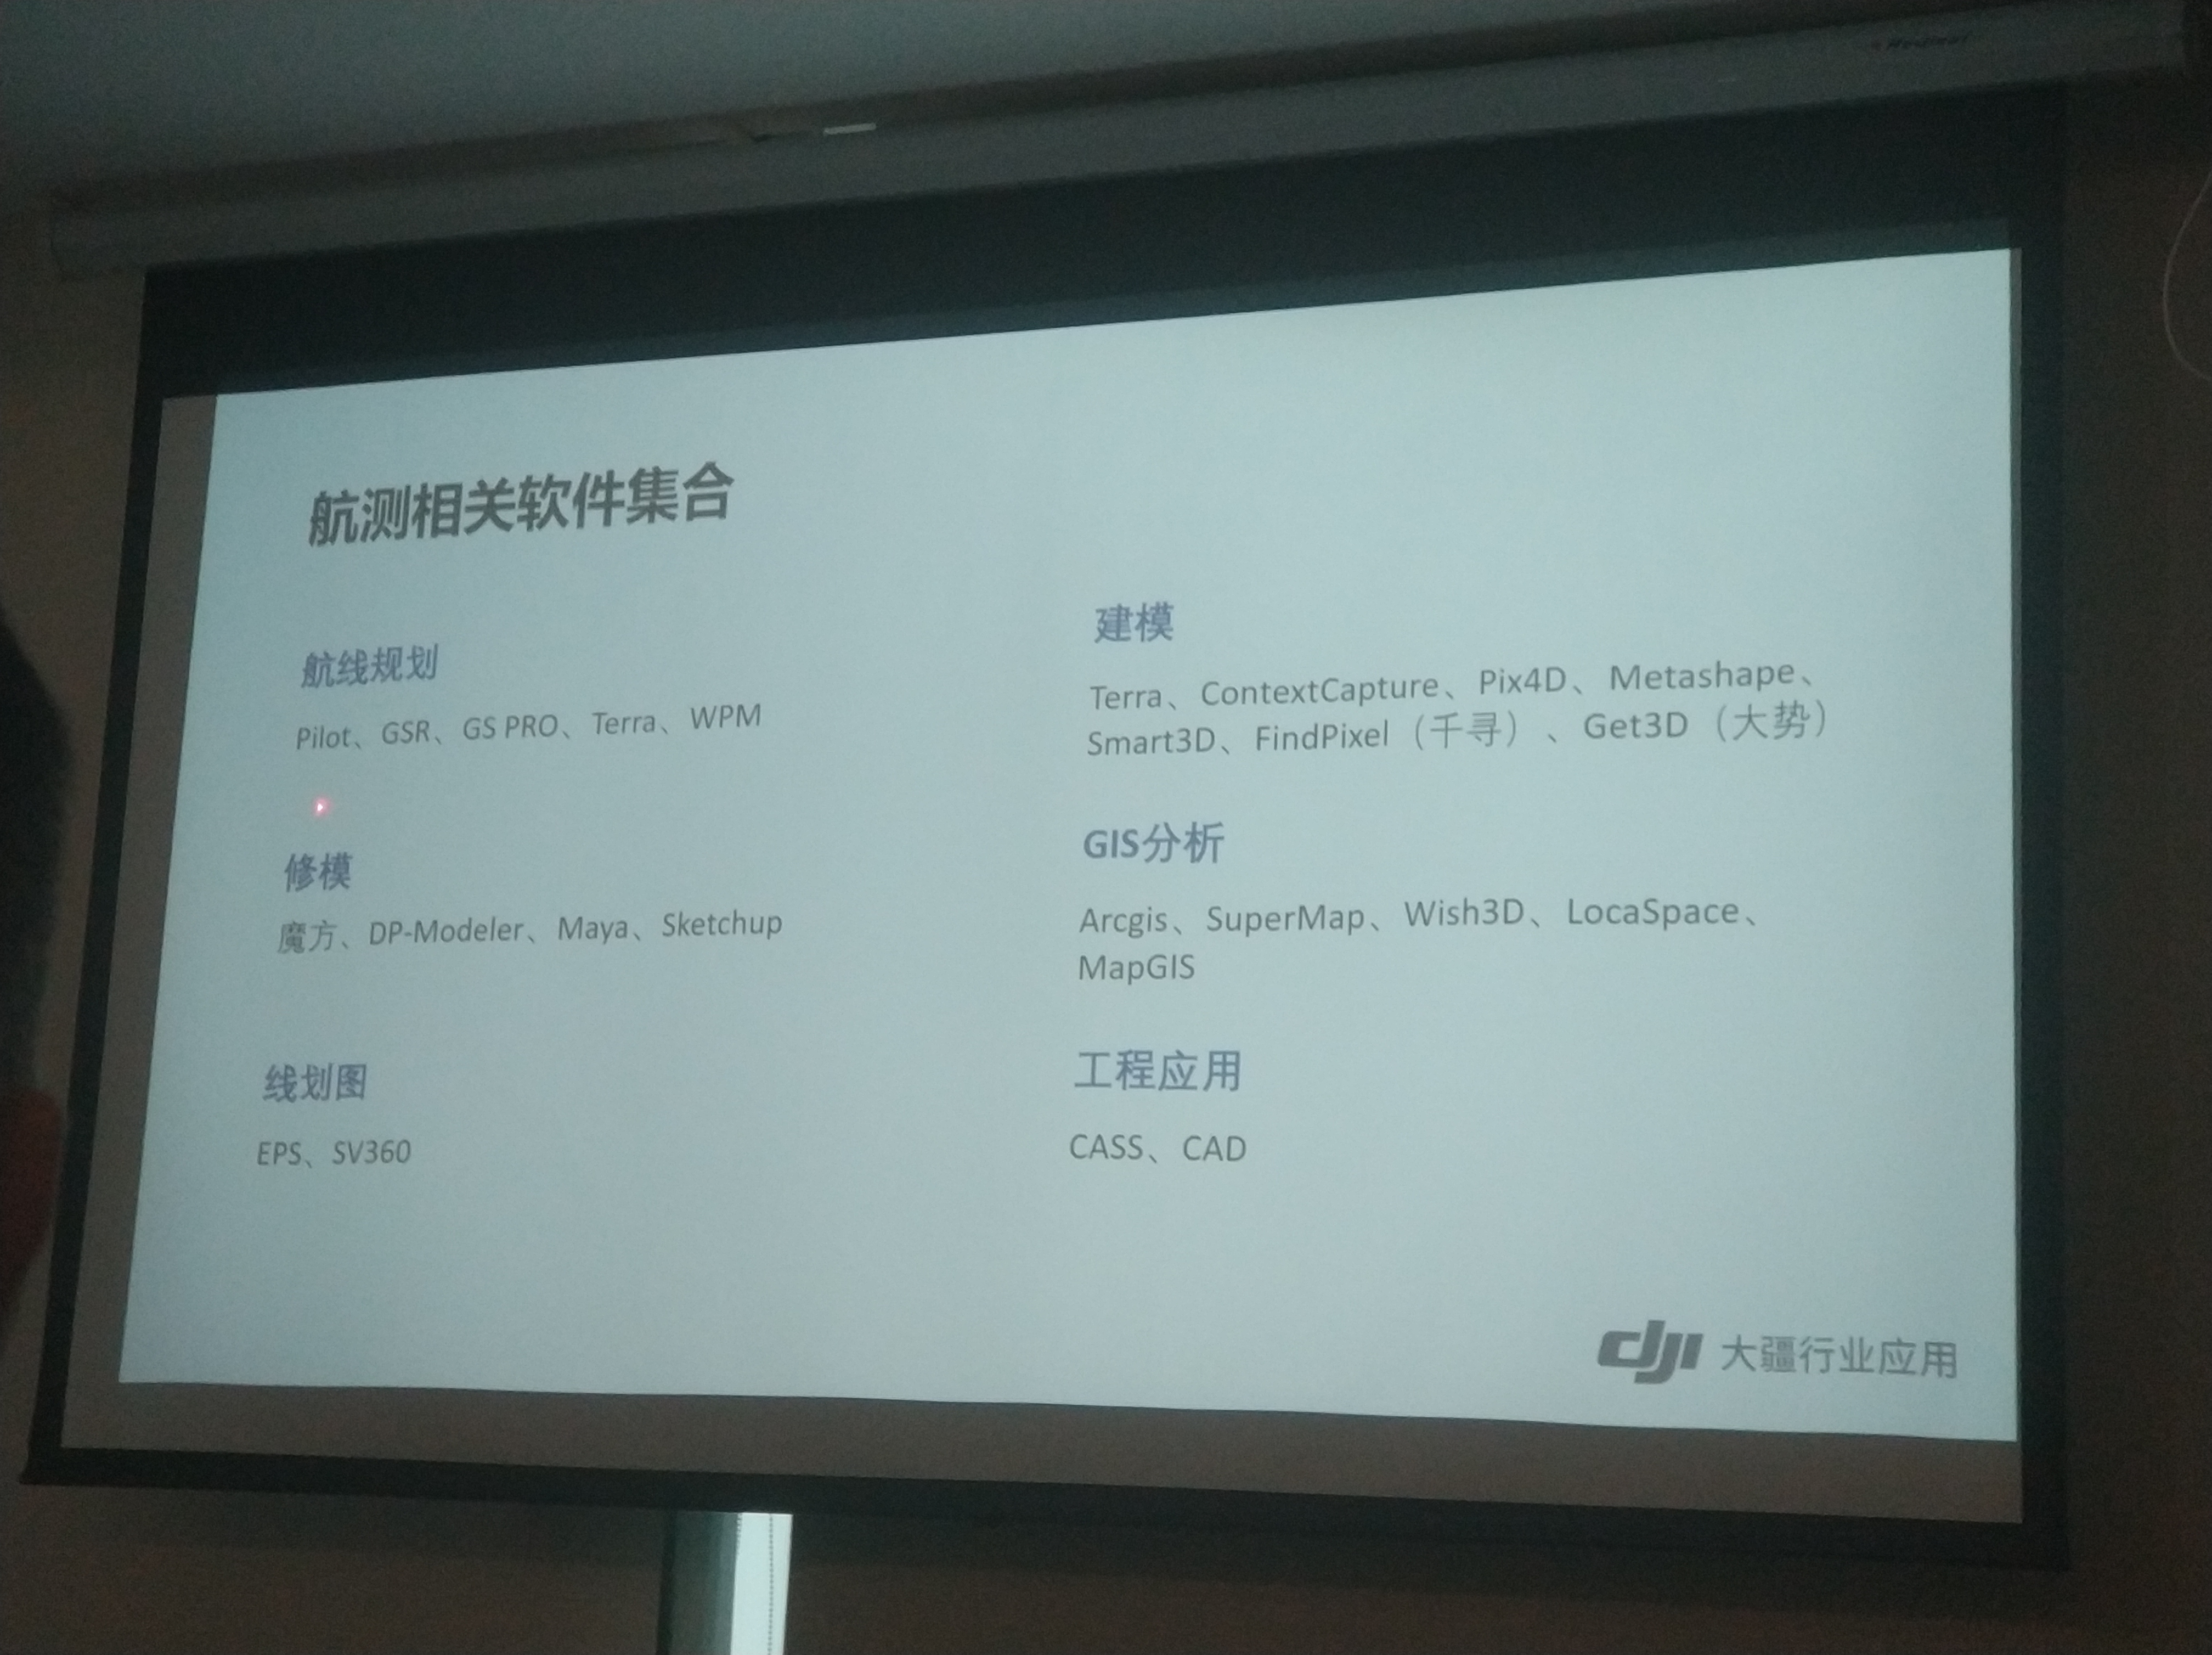 航测相关软件集合
航线规划
Pilot、GSR、GS PRO、Terra、WPM
修模
魔方、DP-Modeler、Maya、Sketchup
线划图
EPS、SV360
建模
Terra、ContextCapture、Pix4D、Metashape、
Smart3D、FindPixel（千寻）、Get3D（大势）
GIS分析
Arcgis、SuperMap、Wish3D、LocaSpace、
MapGIS
工程应用
CASS、CAD
dji 大疆行业应用